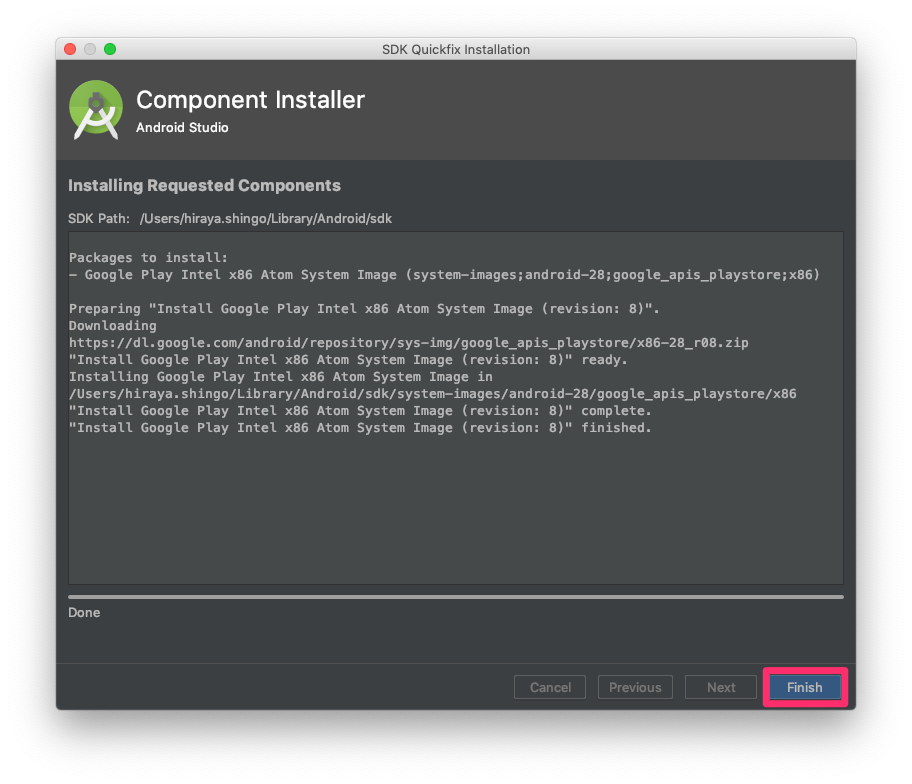 SDK Quickfix Installation
Component Installer
Android Studio
Installing Requested Components
SDK Path: /Users/hiraya.shingo/Library/Android/sdk
Packages to install:
- Google Play Intel x86 Atom System Image (system-images;android-28;google_apis_playstore;x86)
Preparing "Install Google Play Intel x86 Atom System Image (revision: 8)".
Downloading
https://dl.google.com/android/repository/sys-img/google_apis_playstore/x86-28_r08.zip
"Install Google Play Intel x86 Atom System Image (revision: 8)" ready.
Installing Google Play Intel x86 Atom System Image in
/Users/hiraya.shingo/Library/Android/sdk/system-images/android-28/google_apis_playstore/x86
"Install Google Play Intel x86 Atom System Image (revision: 8)" complete.
"Install Google Play Intel x86 Atom System Image (revision: 8)" finished.
Done
Cancel Previous Next Finish